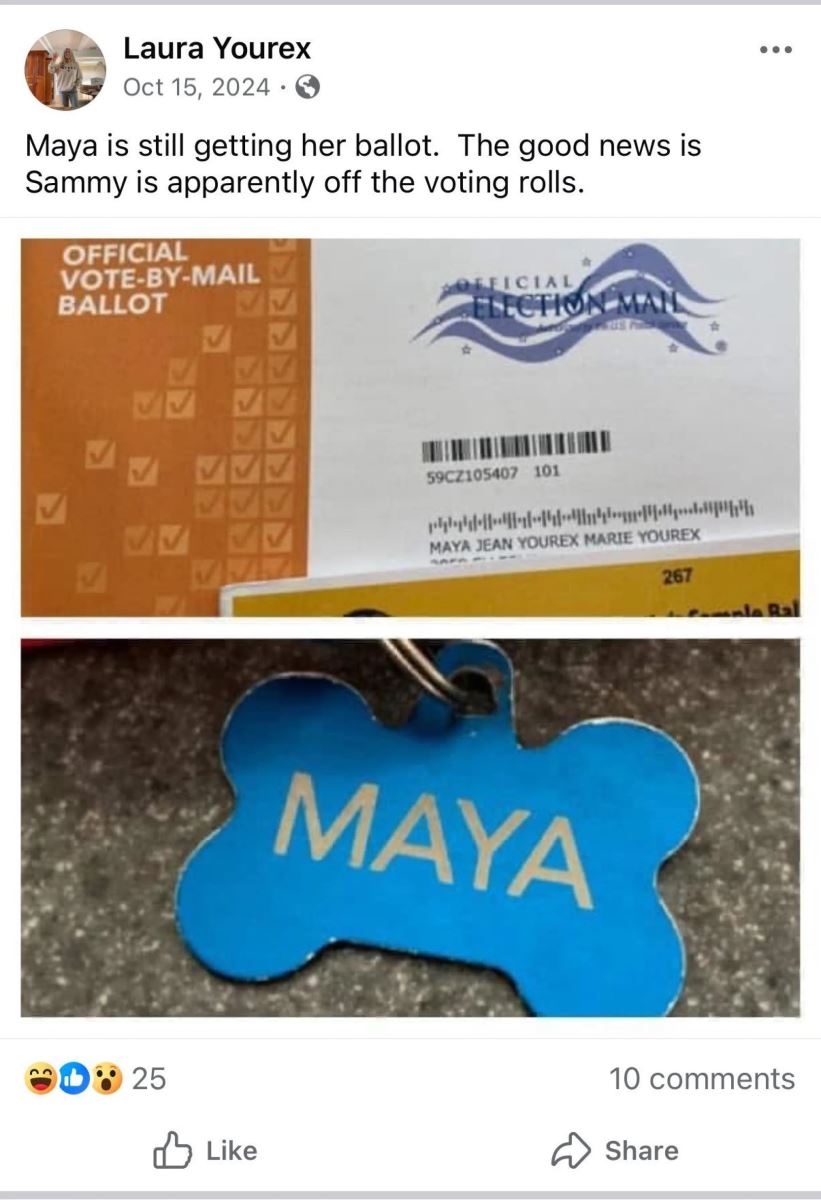 Laura Yourex
Oct 15, 2024 ·
Maya is still getting her ballot. The good news is
Sammy is apparently off the voting rolls.
OFFICIAL
VOTE-BY-MAIL
BALLOT
OFFICIAL
ELECTION MAIL
59CZ105407 101
MAYA JEAN YOUREX MARIE YOUREX
267
MAYA
25
10 comments
Like
Share